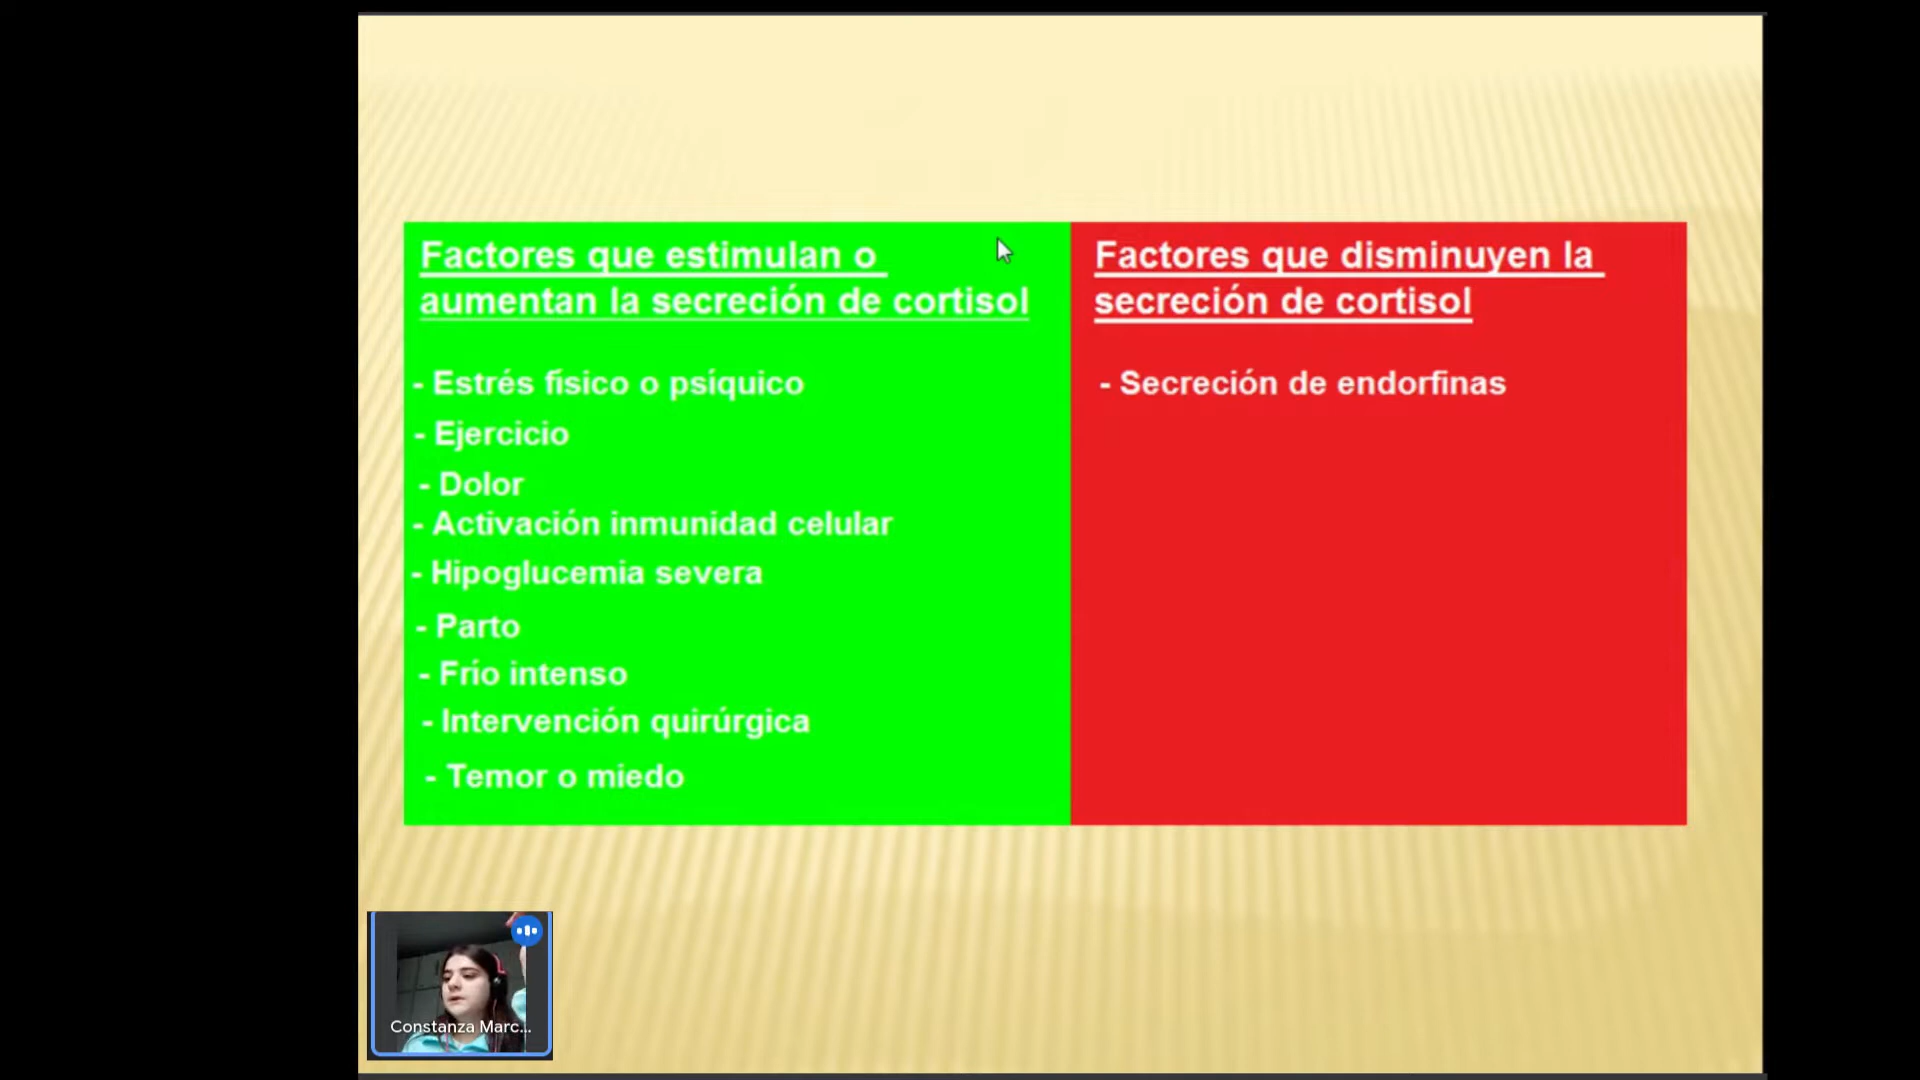 Factores que estimulan o
aumentan la secreción de cortisol
- Estrés físico o psíquico
- Ejercicio
- Dolor
- Activación inmunidad celular
- Hipoglucemia severa
- Parto
- Frío intenso
- Intervención quirúrgica
- Temor o miedo
Factores que disminuyen la
secreción de cortisol
- Secreción de endorfinas
Constanza Marc...